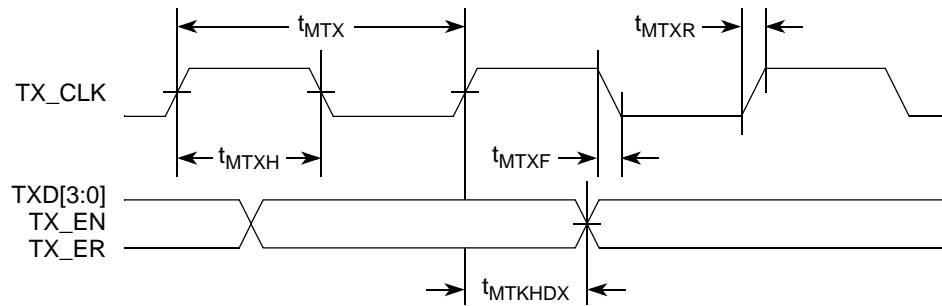 tMTX
tMTXR
TX_CLK
tMTXH
tMTXF
TXD[3:0]
TX_EN
TX_ER
tMTKHDX